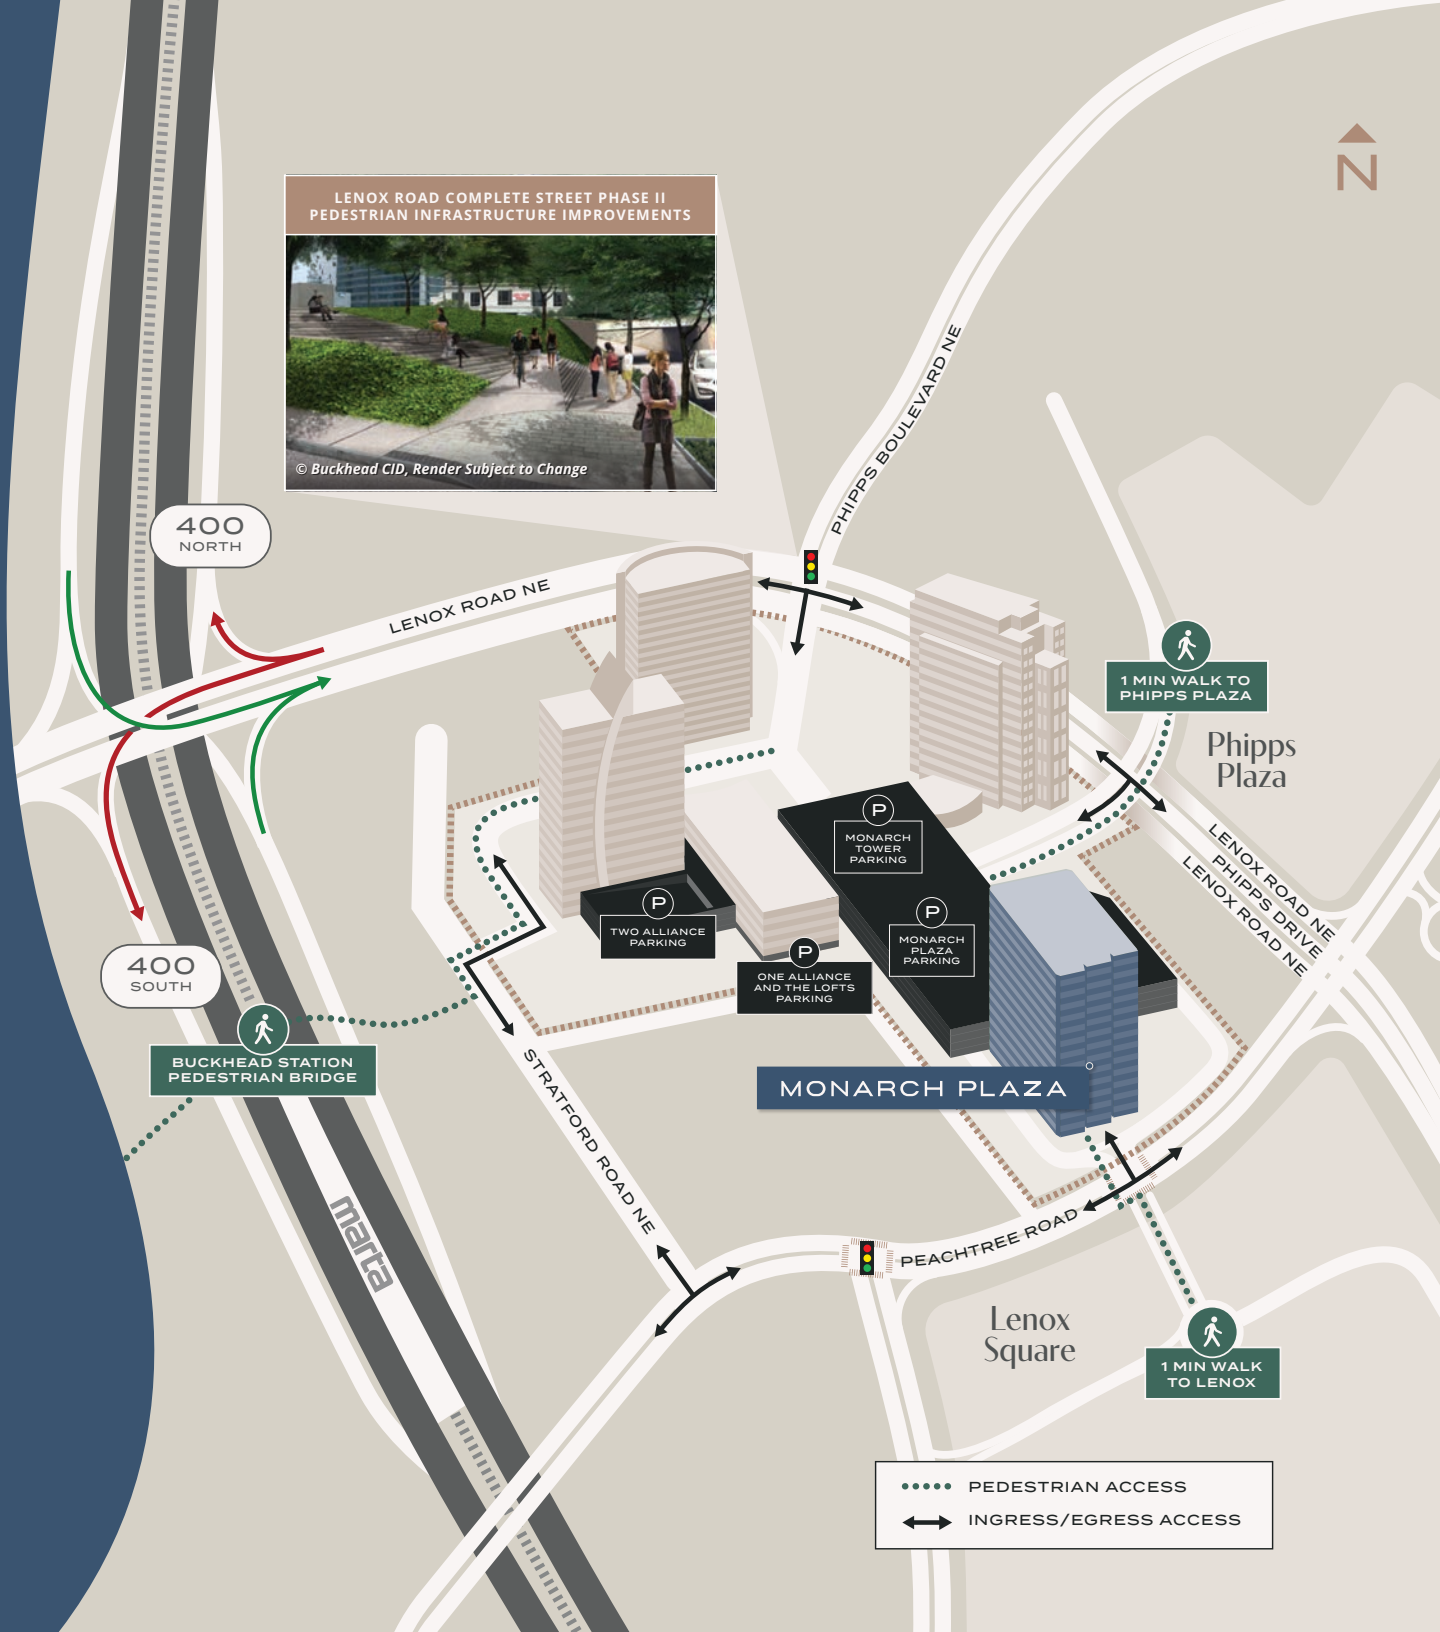 LENOX ROAD COMPLETE STREET PHASE II
PEDESTRIAN INFRASTRUCTURE IMPROVEMENTS
© Buckhead CID, Render Subject to Change
N
PHIPPS BOULEVARD NE
400
NORTH
LENOX ROAD NE
1 MIN WALK TO
PHIPPS PLAZA
Phipps
Plaza
P
MONARCH
TOWER
PARKING
LENOX ROAD NE
PHIPPS DRIVE
LENOX ROAD NE
P
TWO ALLIANCE
PARKING
P
MONARCH
PLAZA
PARKING
P
ONE ALLIANCE
AND THE LOFTS
PARKING
400
SOUTH
BUCKHEAD STATION
PEDESTRIAN BRIDGE
MONARCH PLAZA
STRATFORD ROAD NE
marta
PEACHTREE ROAD
Lenox
Square
1 MIN WALK
TO LENOX
PEDESTRIAN ACCESS
INGRESS/EGRESS ACCESS